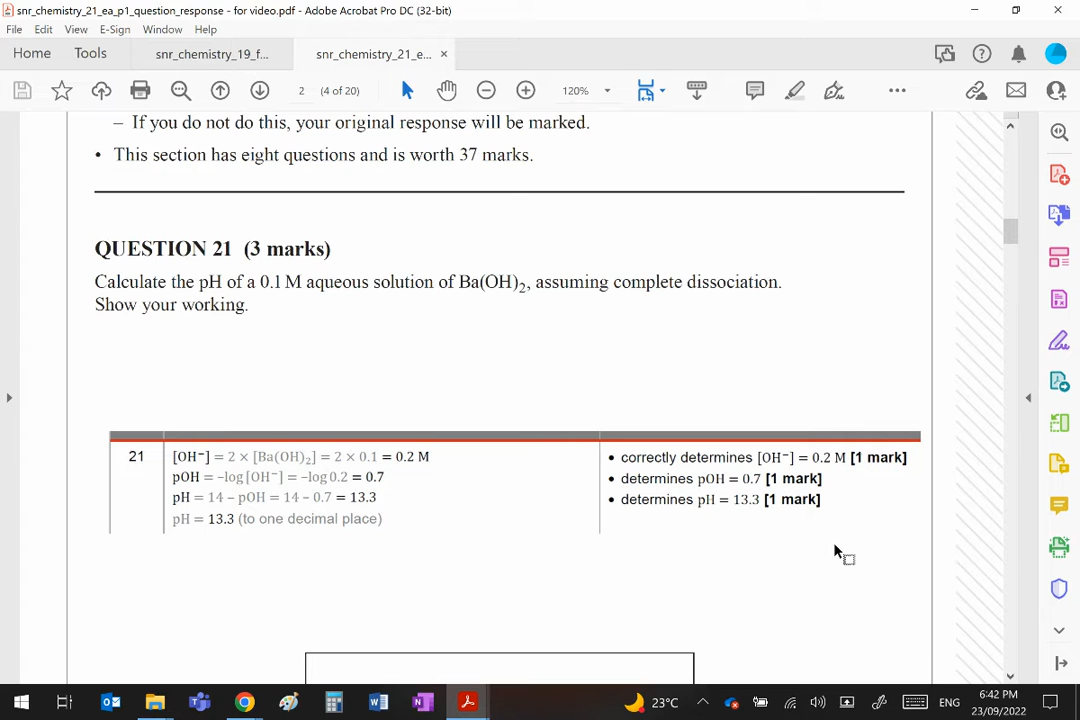 snr_chemistry_21_ea_p1_question_response - for video.pdf - Adobe Acrobat Pro DC (32-bit)
File Edit View E-Sign Window Help
Home Tools snr_chemistry_19_f... snr_chemistry_21_e... ×
2 (4 of 20) 120%
– If you do not do this, your original response will be marked.
• This section has eight questions and is worth 37 marks.
QUESTION 21 (3 marks)
Calculate the pH of a 0.1 M aqueous solution of Ba(OH)₂, assuming complete dissociation.
Show your working.
21
[OH⁻] = 2 × [Ba(OH)₂] = 2 × 0.1 = 0.2 M
pOH = –log [OH⁻] = –log 0.2 = 0.7
pH = 14 – pOH = 14 – 0.7 = 13.3
pH = 13.3 (to one decimal place)
• correctly determines [OH⁻] = 0.2 M [1 mark]
• determines pOH = 0.7 [1 mark]
• determines pH = 13.3 [1 mark]
23°C ENG 6:42 PM
23/09/2022